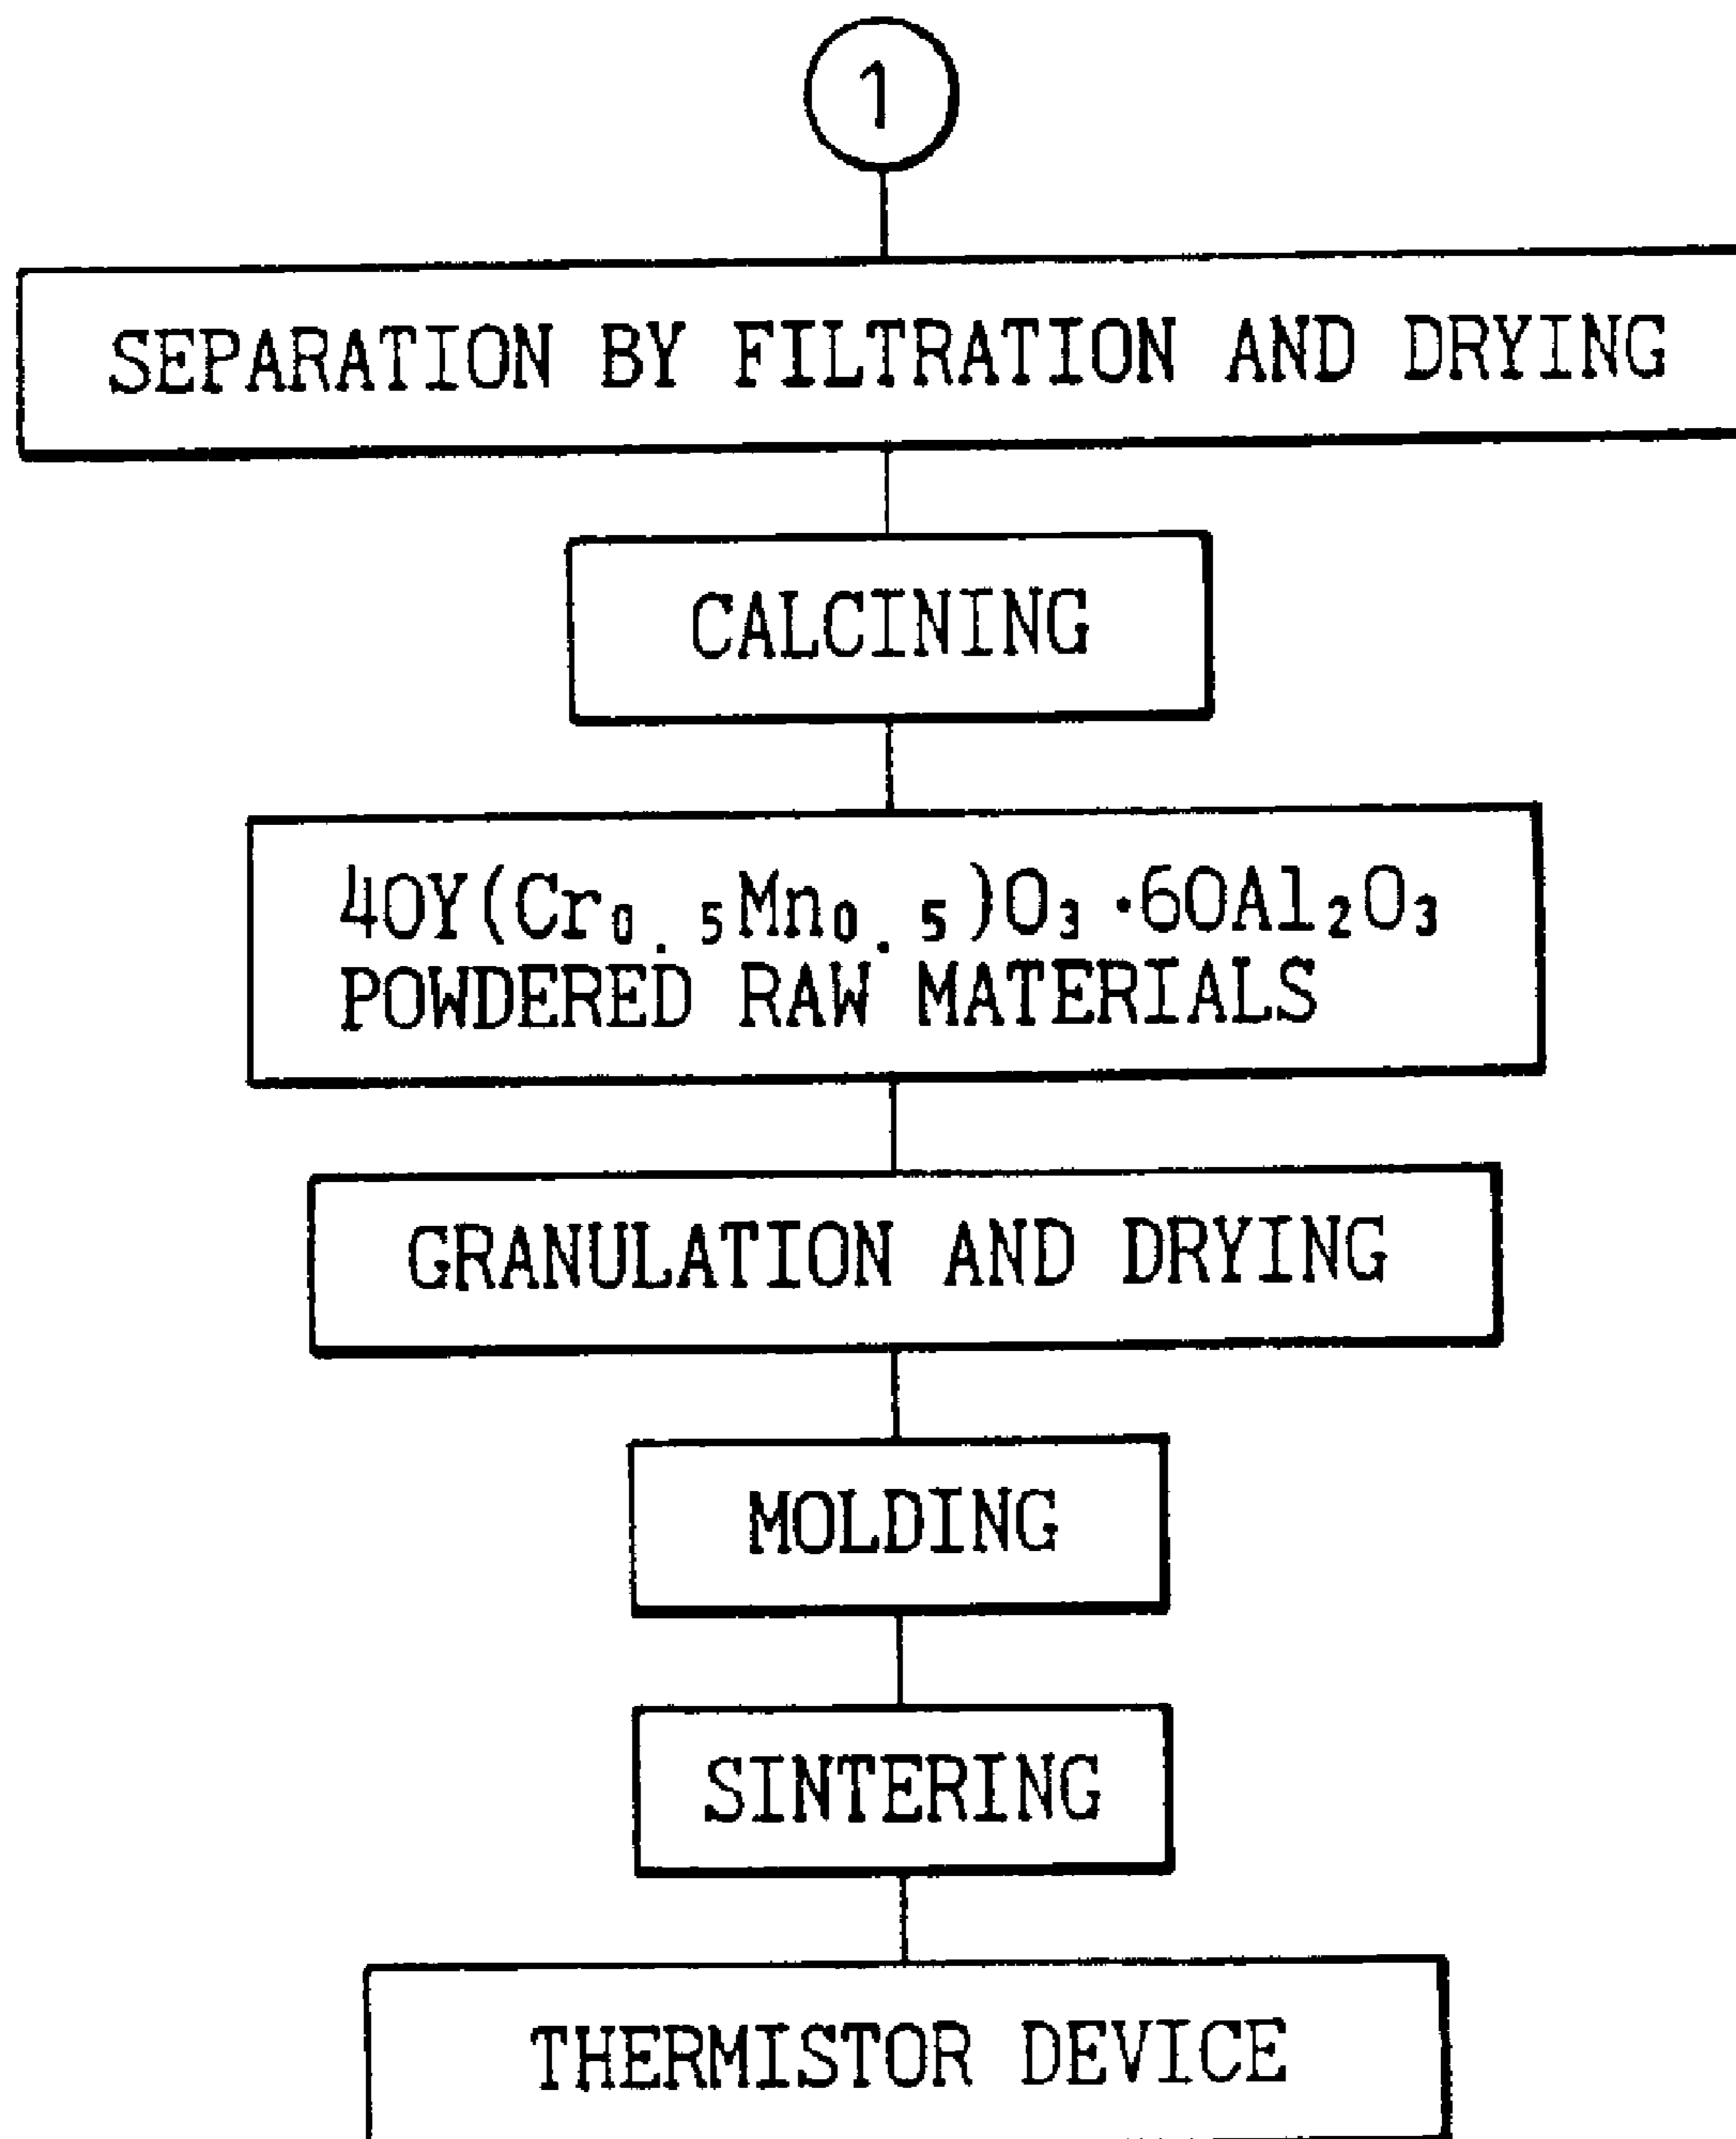 1
SEPARATION BY FILTRATION AND DRYING
CALCINING
40Y(Cr₀.₅Mn₀.₅)O₃·60Al₂O₃
POWDERED RAW MATERIALS
GRANULATION AND DRYING
MOLDING
SINTERING
THERMISTOR DEVICE